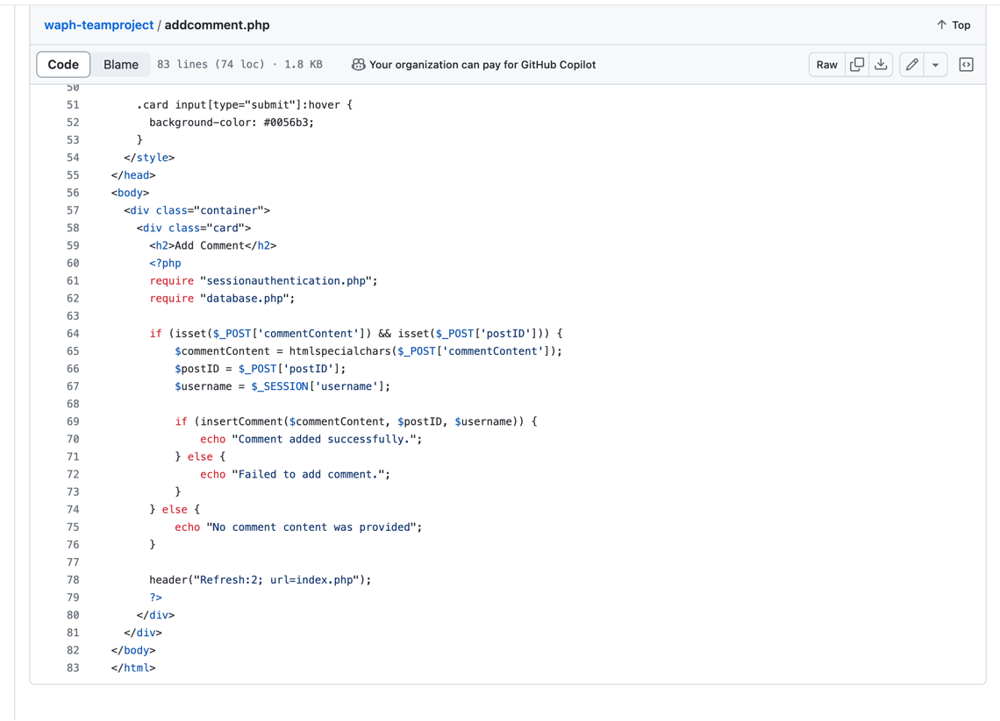 waph-teamproject / addcomment.php
Top
Code Blame 83 lines (74 loc) · 1.8 KB Your organization can pay for GitHub Copilot Raw
50
51 .card input[type="submit"]:hover {
52 background-color: #0056b3;
53 }
54 </style>
55 </head>
56 <body>
57 <div class="container">
58 <div class="card">
59 <h2>Add Comment</h2>
60 <?php
61 require "sessionauthentication.php";
62 require "database.php";
63
64 if (isset($_POST['commentContent']) && isset($_POST['postID'])) {
65 $commentContent = htmlspecialchars($_POST['commentContent']);
66 $postID = $_POST['postID'];
67 $username = $_SESSION['username'];
68
69 if (insertComment($commentContent, $postID, $username)) {
70 echo "Comment added successfully.";
71 } else {
72 echo "Failed to add comment.";
73 }
74 } else {
75 echo "No comment content was provided";
76 }
77
78 header("Refresh:2; url=index.php");
79 ?>
80 </div>
81 </div>
82 </body>
83 </html>